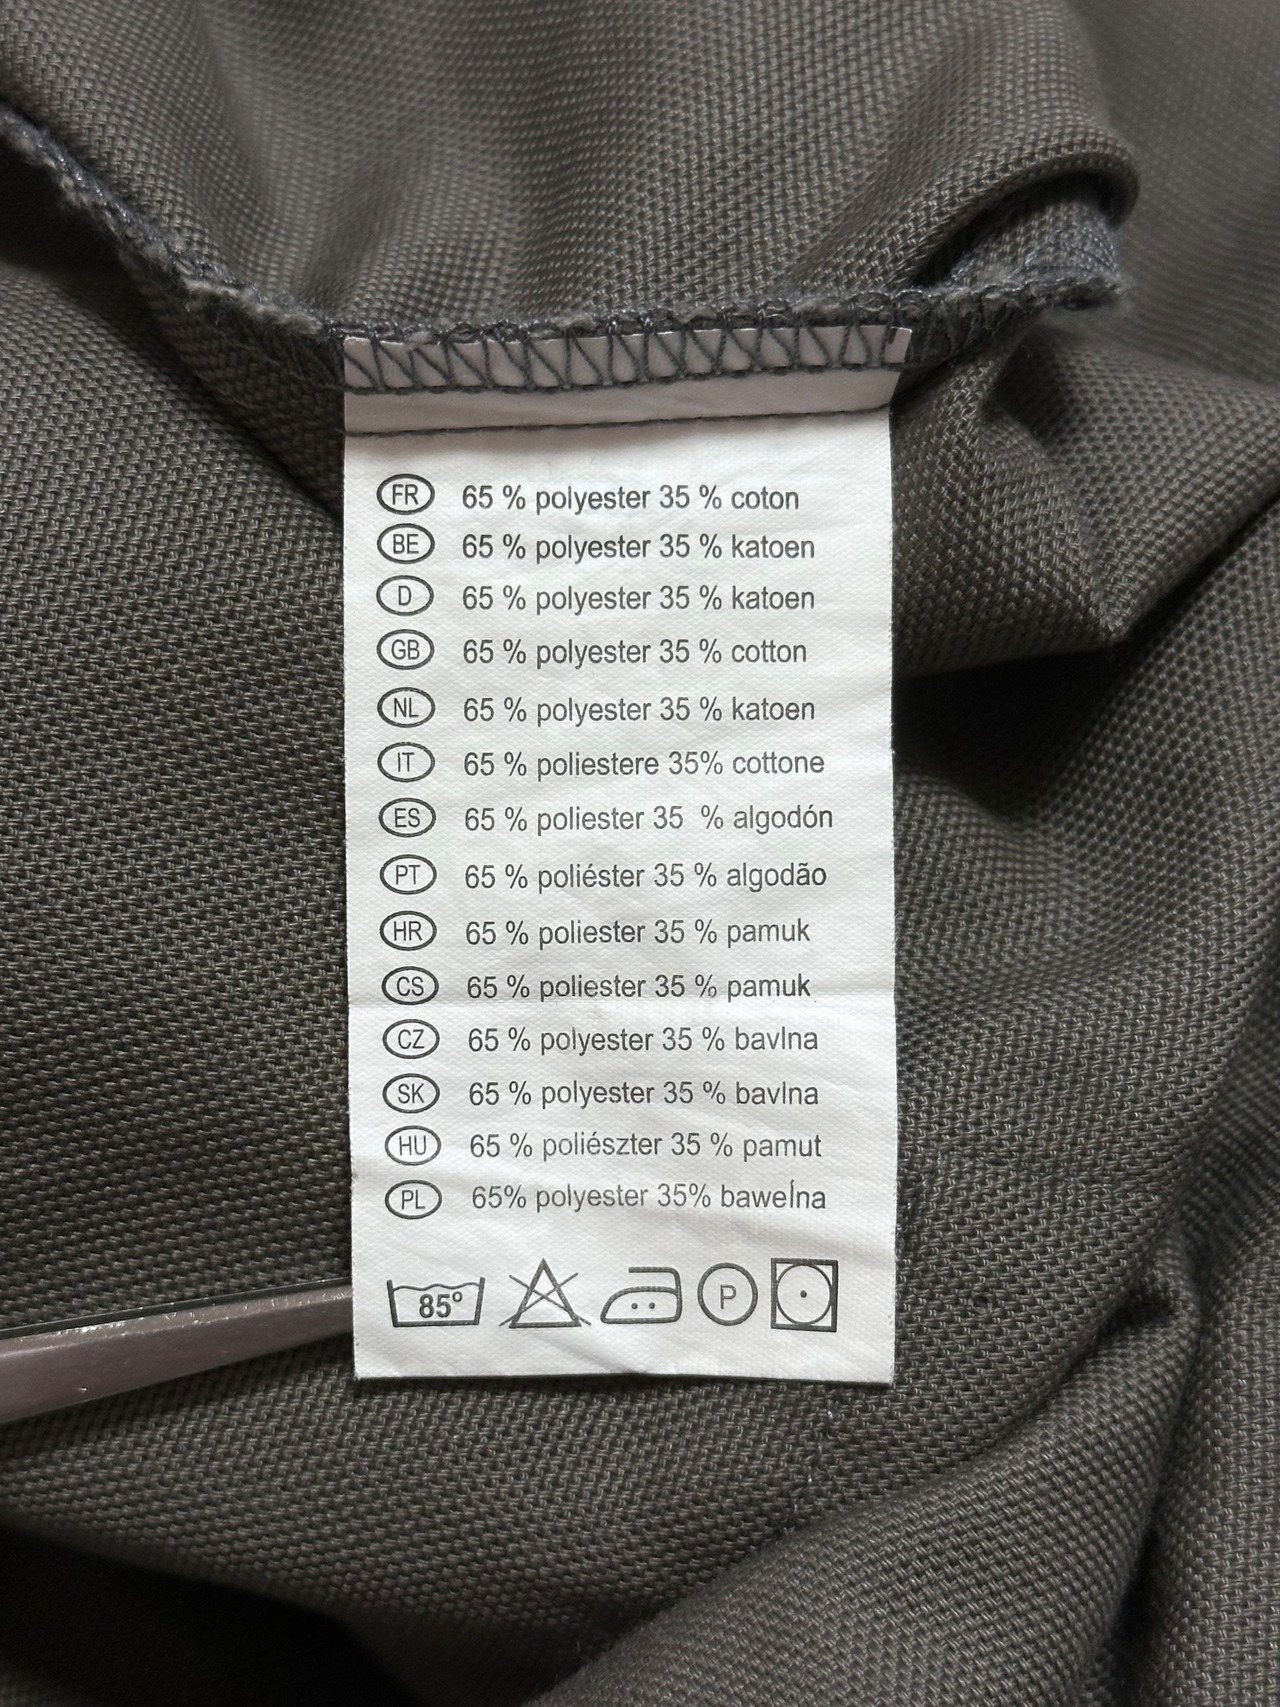 FR 65 % polyester 35 % coton
BE 65 % polyester 35 % katoen
D 65 % polyester 35 % katoen
GB 65 % polyester 35 % cotton
NL 65 % polyester 35 % katoen
IT 65 % poliestere 35% cottone
ES 65 % poliester 35 % algodón
PT 65 % poliéster 35 % algodão
HR 65 % poliester 35 % pamuk
CS 65 % poliester 35 % pamuk
CZ 65 % polyester 35 % bavlna
SK 65 % polyester 35 % bavlna
HU 65 % poliészter 35 % pamut
PL 65% polyester 35% baweĺna
85° P